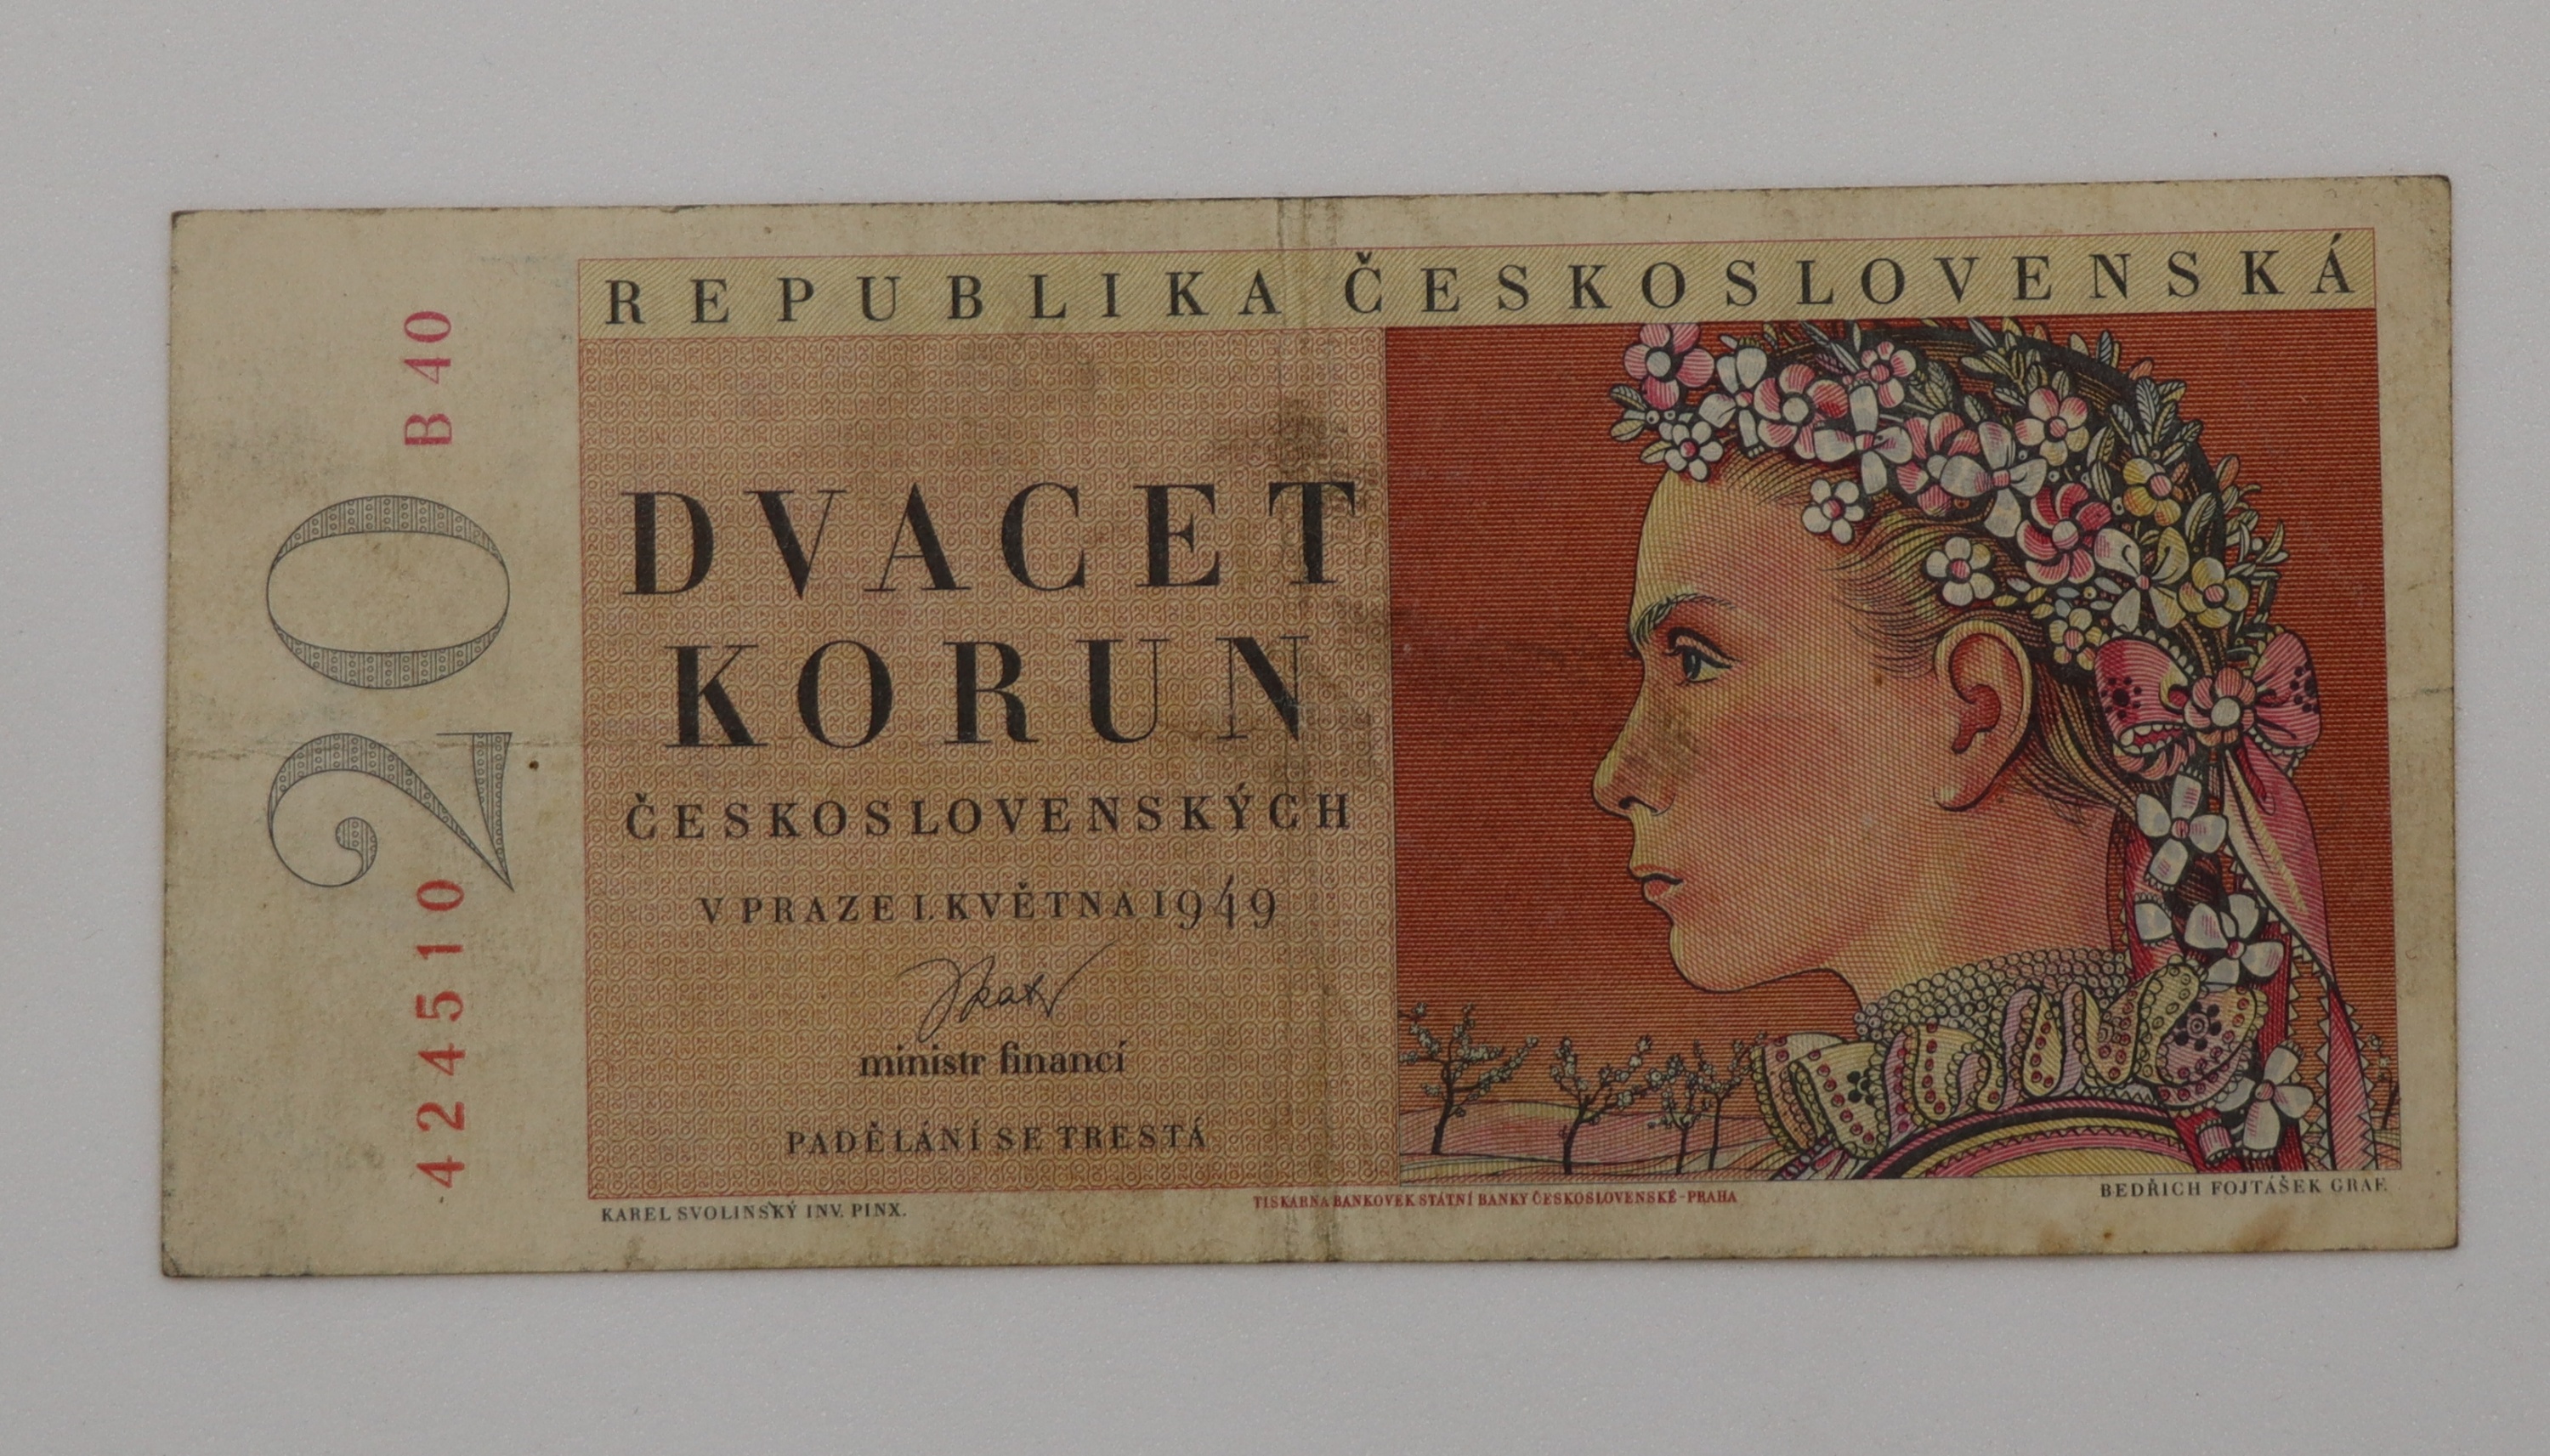 REPUBLIKA ČESKOSLOVENSKÁ
B 40
20
424510
DVACET
KORUN
ČESKOSLOVENSKÝCH
V PRAZE 1. KVĚTNA 1949
ministr financí
PADĚLÁNÍ SE TRESTÁ
KAREL SVOLINSKÝ INV. PINX.
TISKÁRNA BANKOVEK STÁTNÍ BANKY ČESKOSLOVENSKÉ - PRAHA
BEDŘICH FOJTÁŠEK GRAF.